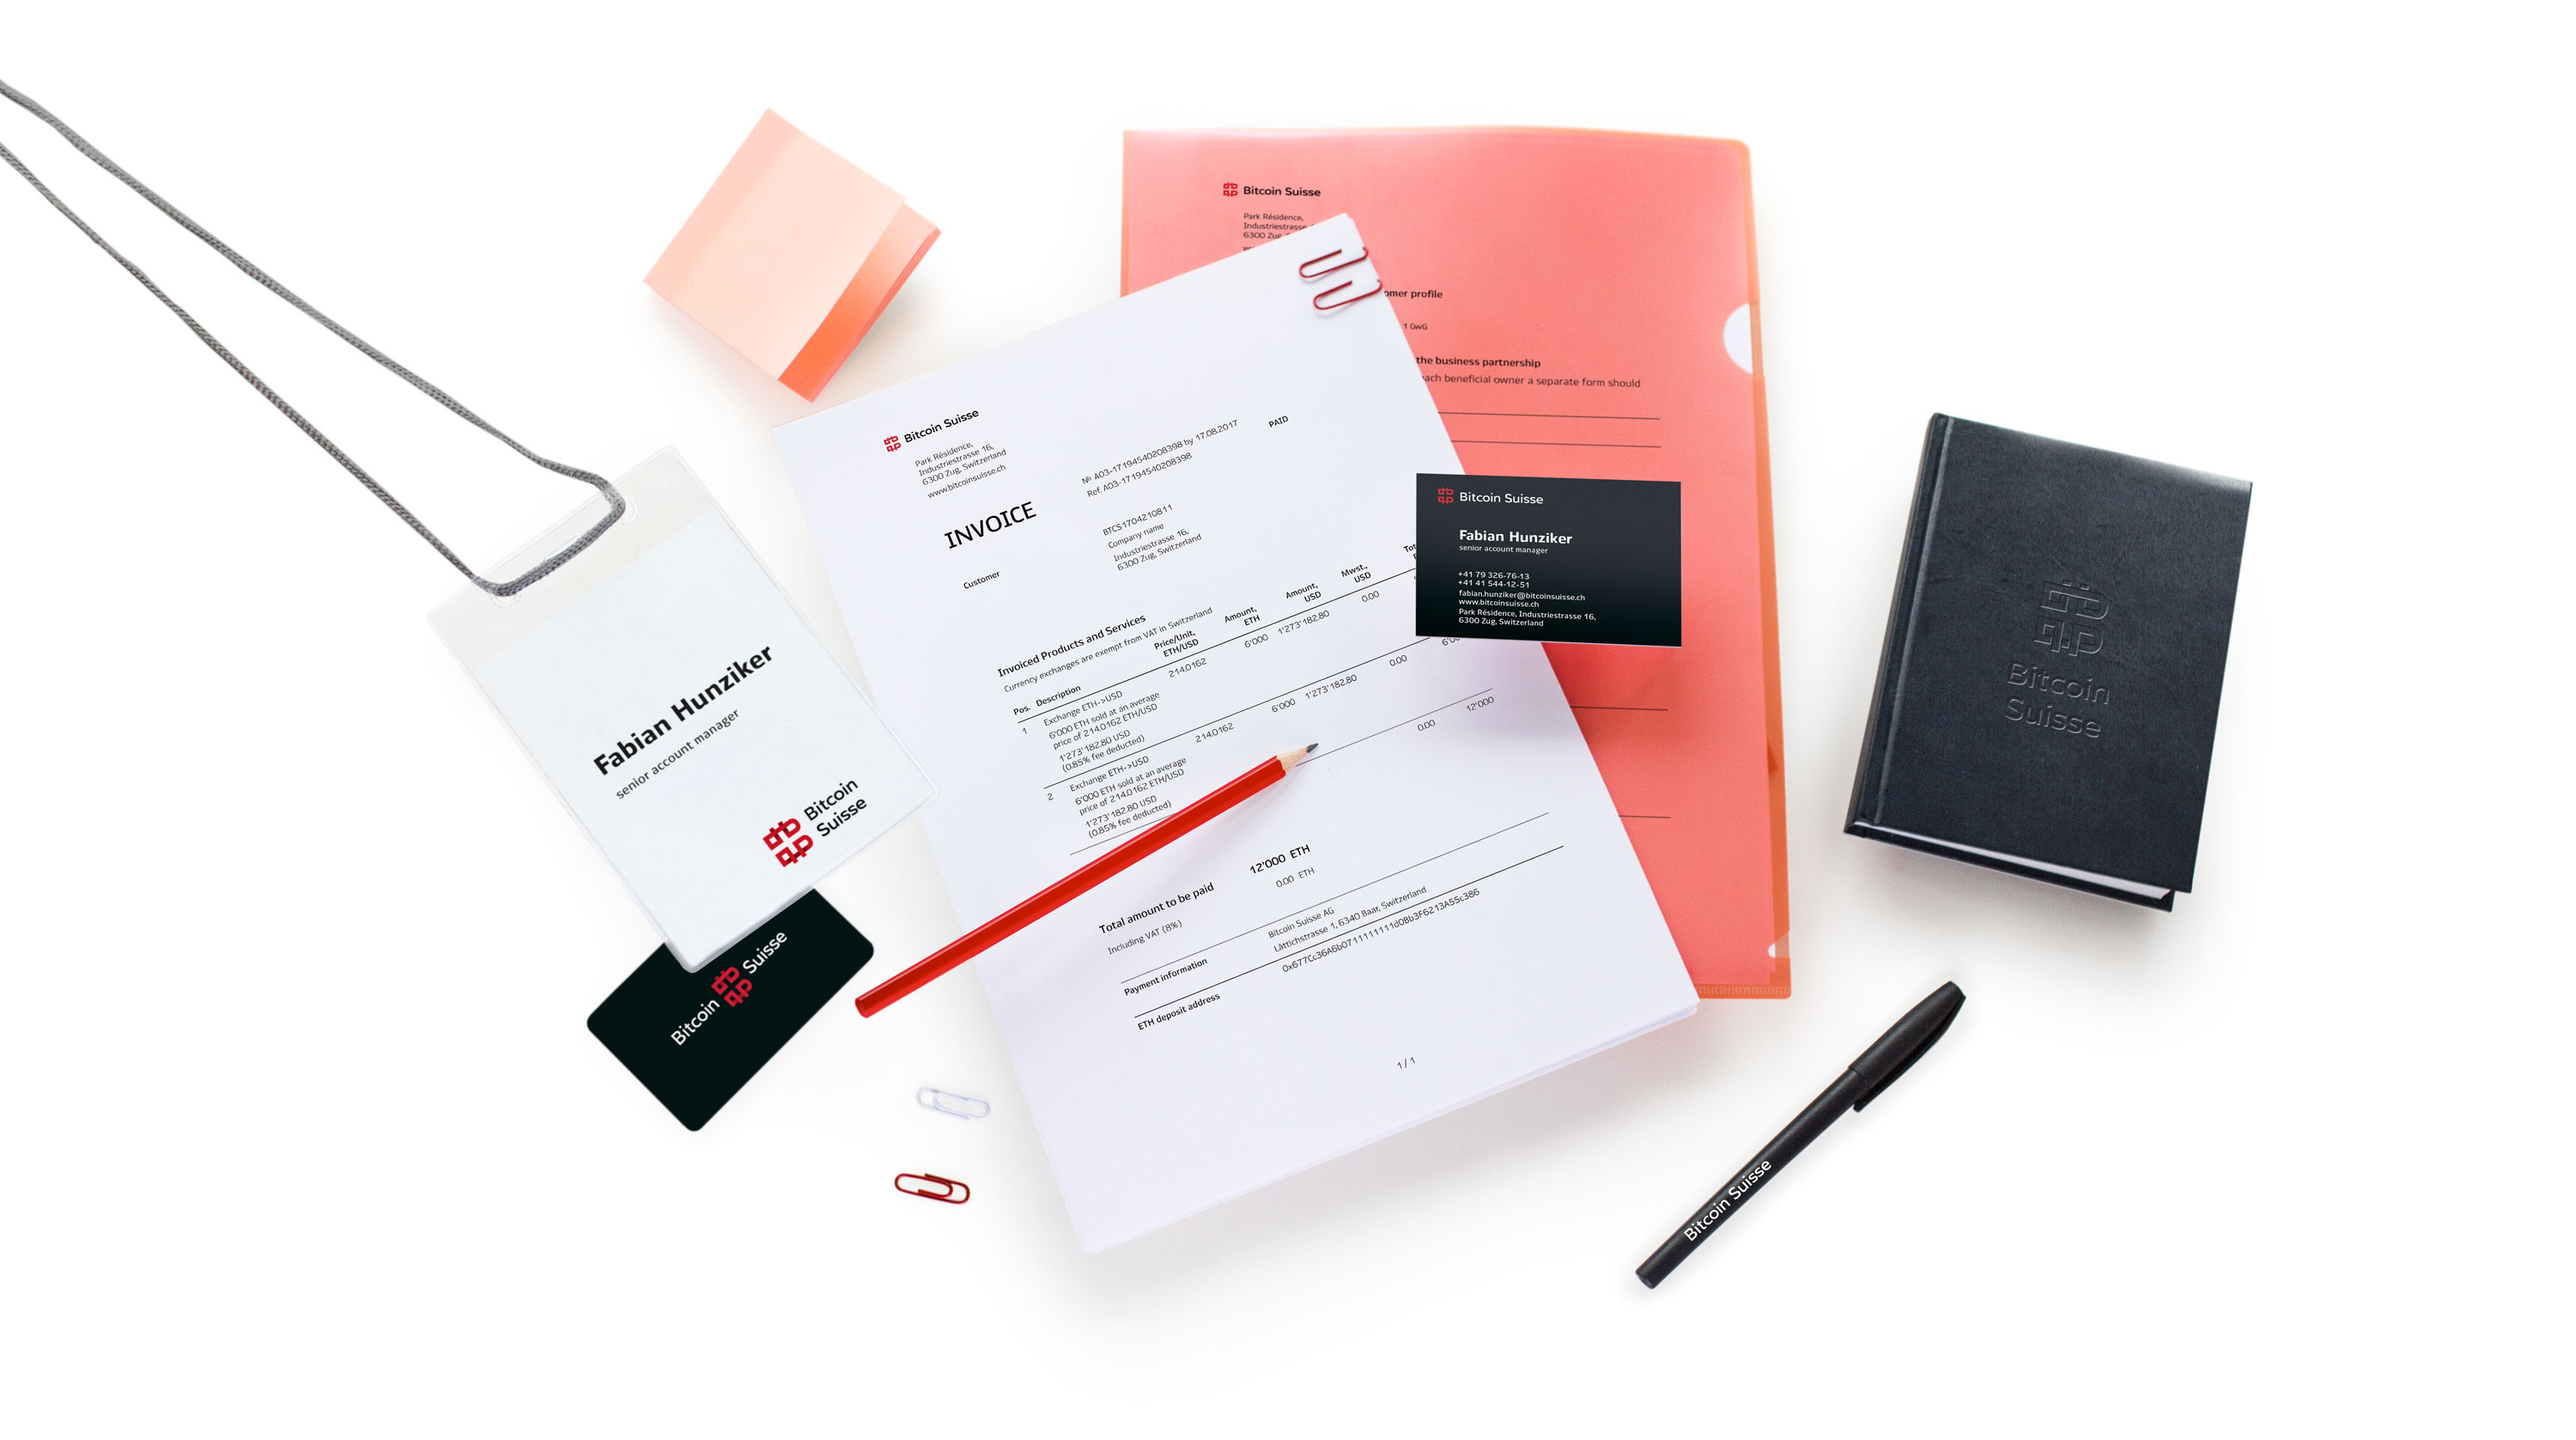 Bitcoin Suisse
Park Résidence,
Industriestrasse
6300 Zug,
omer profile
1 GwG
the business partnership
each beneficial owner a separate form should
Bitcoin Suisse
Park Résidence,
Industriestrasse 16,
6300 Zug, Switzerland
www.bitcoinsuisse.ch
№ A03-17194540208398 by 17.08.2017
PAID
Ref. A03-17194540208398
INVOICE
BTCS1704210811
Company name
Industriestrasse 16,
6300 Zug, Switzerland
Customer
Invoiced Products and Services
Currency exchanges are exempt from VAT in Switzerland
Pos. Description Price/Unit, ETH/USD Amount, ETH Amount, USD Mwst., USD
1 Exchange ETH->USD 214.0162 6'000 1'273'182.80 0.00
6'000 ETH sold at an average
price of 214.0162 ETH/USD
1'273'182.80 USD
(0.85% fee deducted)
2 Exchange ETH->USD 214.0162 6'000 1'273'182.80 0.00
6'000 ETH sold at an average
price of 214.0162 ETH/USD
1'273'182.80 USD
(0.85% fee deducted)
0.00 12'000
Total amount to be paid 12'000 ETH
Including VAT (8%) 0.00 ETH
Payment information Bitcoin Suisse AG
Lättichstrasse 1, 6340 Baar, Switzerland
ETH deposit address 0x677Cc36A6b0711111111d08b3F6213A55c386
1 / 1
Bitcoin Suisse
Fabian Hunziker
senior account manager
+41 79 326-76-13
+41 41 544-12-51
fabian.hunziker@bitcoinsuisse.ch
www.bitcoinsuisse.ch
Park Résidence, Industriestrasse 16,
6300 Zug, Switzerland
Fabian Hunziker
senior account manager
Bitcoin
Suisse
Bitcoin Suisse
Bitcoin
Suisse
Bitcoin Suisse